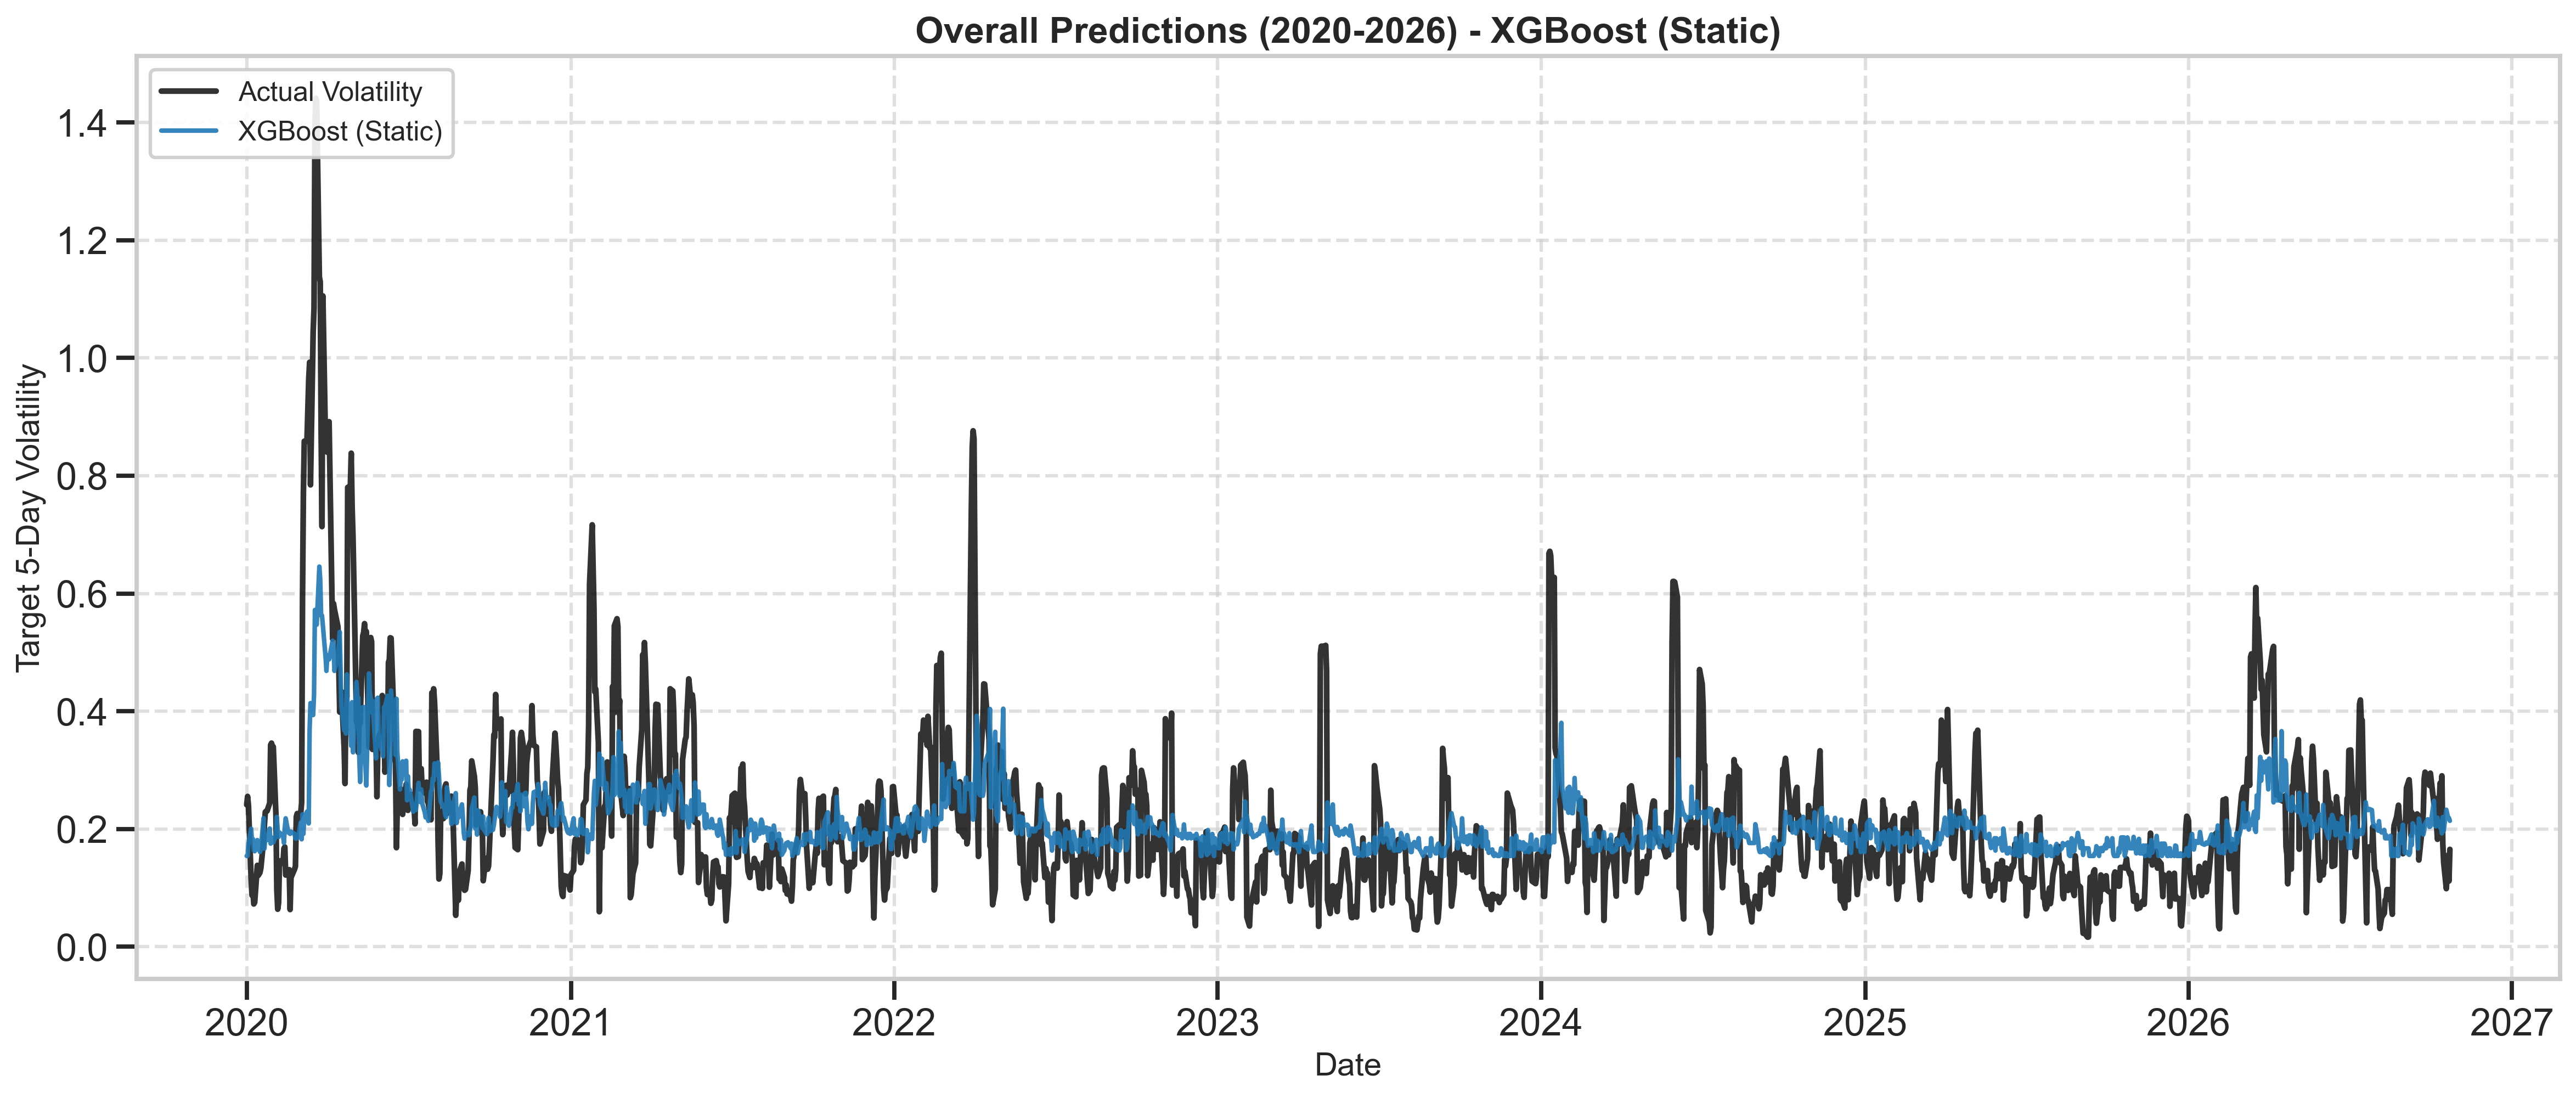 Overall Predictions (2020-2026) - XGBoost (Static)
Actual Volatility
XGBoost (Static)
Target 5-Day Volatility
1.4
1.2
1.0
0.8
0.6
0.4
0.2
0.0
2020 2021 2022 2023 2024 2025 2026 2027
Date